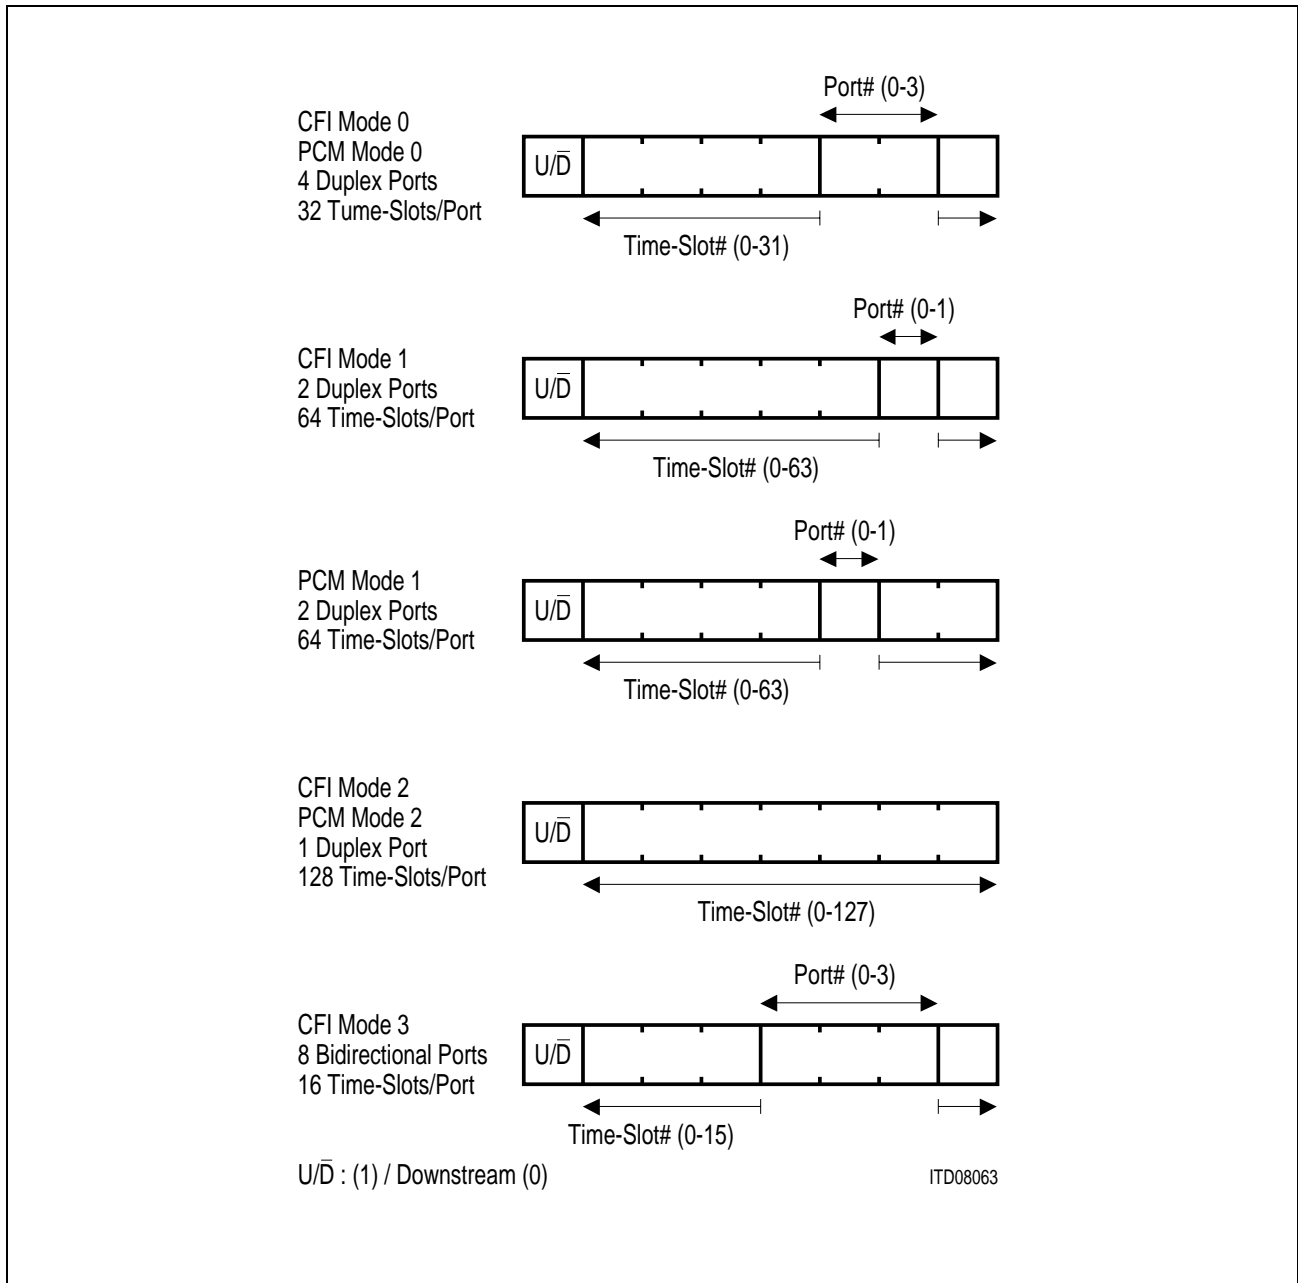 Port# (0-3)
CFI Mode 0
PCM Mode 0
4 Duplex Ports
32 Tume-Slots/Port
U/D̅
Time-Slot# (0-31)
Port# (0-1)
CFI Mode 1
2 Duplex Ports
64 Time-Slots/Port
U/D̅
Time-Slot# (0-63)
Port# (0-1)
PCM Mode 1
2 Duplex Ports
64 Time-Slots/Port
U/D̅
Time-Slot# (0-63)
CFI Mode 2
PCM Mode 2
1 Duplex Port
128 Time-Slots/Port
U/D̅
Time-Slot# (0-127)
Port# (0-3)
CFI Mode 3
8 Bidirectional Ports
16 Time-Slots/Port
U/D̅
Time-Slot# (0-15)
U/D̅ : (1) / Downstream (0)
ITD08063